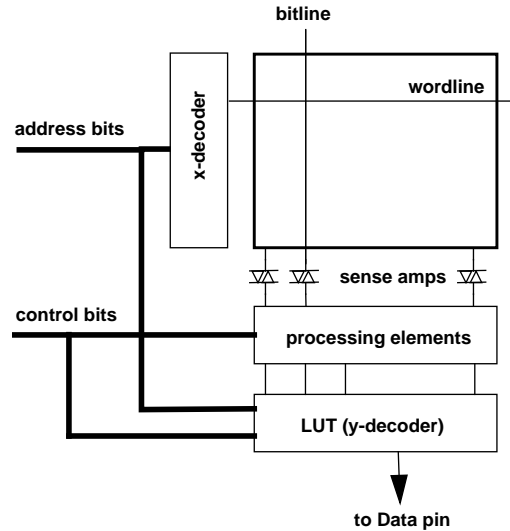 bitline
wordline
x-decoder
address bits
sense amps
control bits
processing elements
LUT (y-decoder)
to Data pin